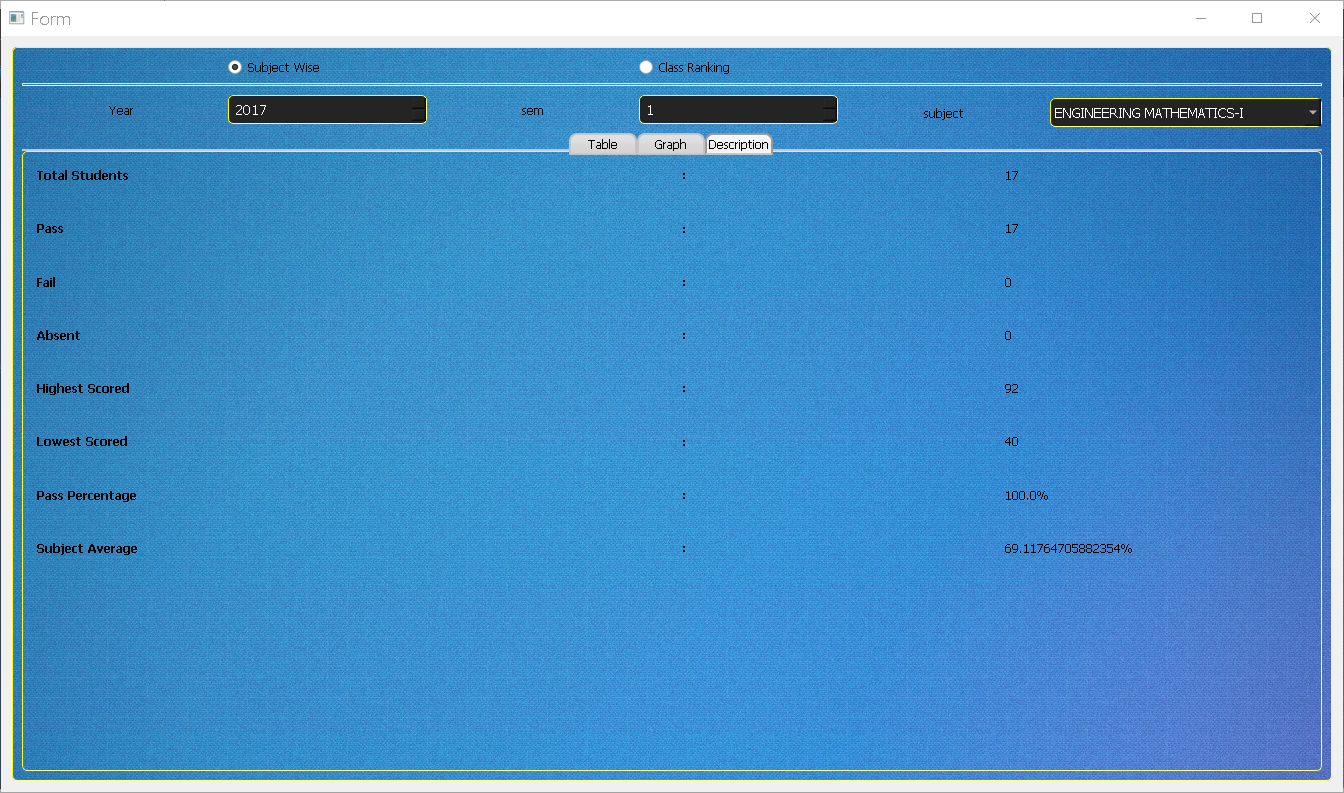 Form
Subject Wise Class Ranking
Year 2017 sem 1 subject ENGINEERING MATHEMATICS-I
Table Graph Description
Total Students : 17
Pass : 17
Fail : 0
Absent : 0
Highest Scored : 92
Lowest Scored : 40
Pass Percentage : 100.0%
Subject Average : 69.11764705882354%